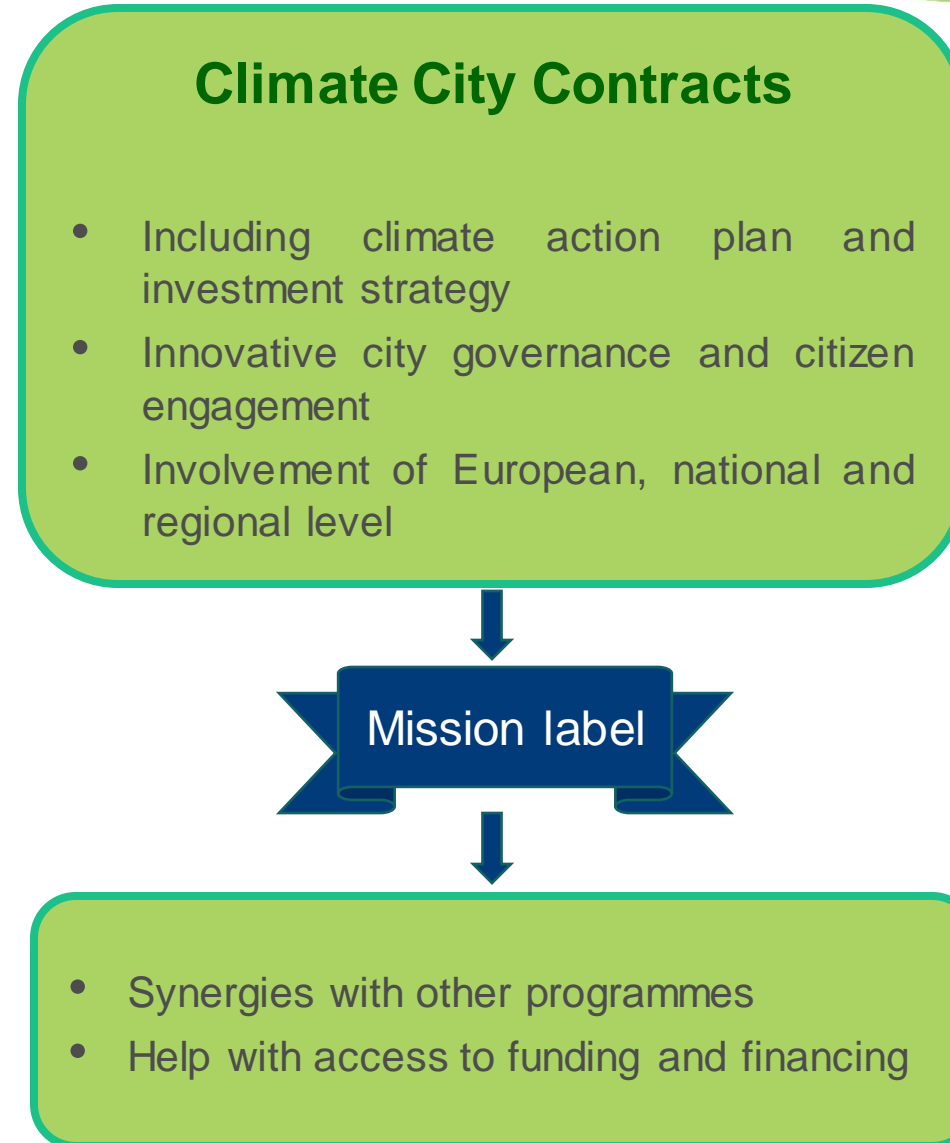 Climate City Contracts
• Including climate action plan and
investment strategy
• Innovative city governance and citizen
engagement
• Involvement of European, national and
regional level
Mission label
• Synergies with other programmes
• Help with access to funding and financing